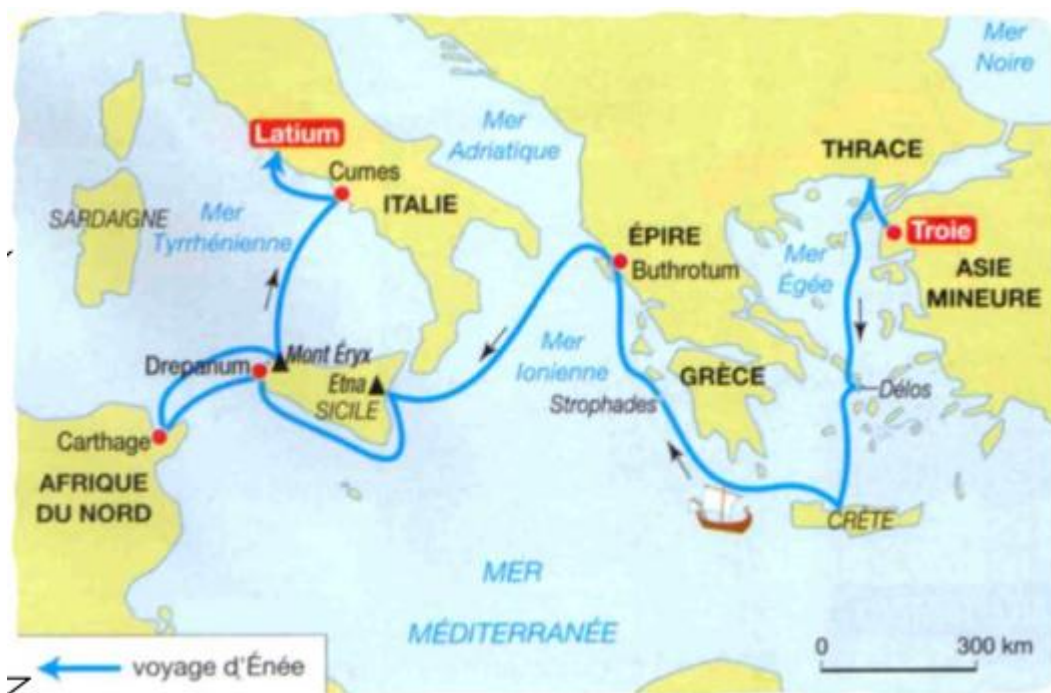 Mer
Noire
Mer
Adriatique
Latium
THRACE
Cumes
ITALIE
SARDAIGNE
Mer
Tyrrhénienne
ÉPIRE
Buthrotum
Mer
Égée
Troie
ASIE
MINEURE
Drepanum
Mont Éryx
Etna
SICILE
Mer
Ionienne
Strophades
GRÈCE
Délos
Carthage
AFRIQUE
DU NORD
CRÈTE
MER
MÉDITERRANÉE
voyage d'Énée
0 300 km